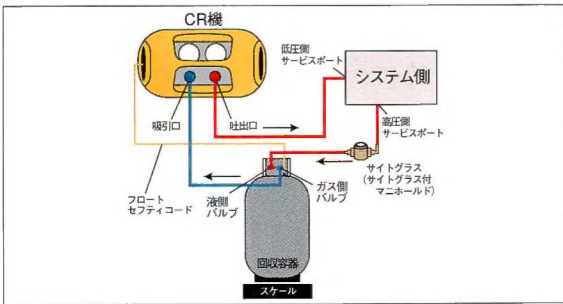 CR機
低圧側
サービスポート
システム側
吸引口
吐出口
高圧側
サービスポート
サイトグラス
（サイトグラス付
マニホールド）
フロート
セフティコード
液側
バルブ
ガス側
バルブ
回収容器
スケール